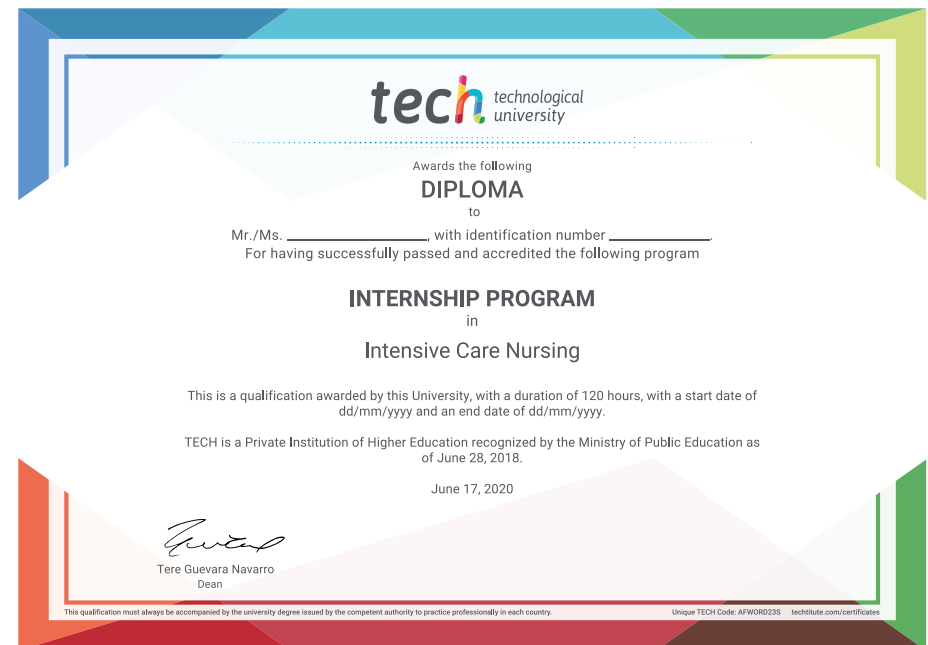 tech technological
university
Awards the following
DIPLOMA
to
Mr./Ms. ____________________, with identification number ______________.
For having successfully passed and accredited the following program
INTERNSHIP PROGRAM
in
Intensive Care Nursing
This is a qualification awarded by this University, with a duration of 120 hours, with a start date of
dd/mm/yyyy and an end date of dd/mm/yyyy.
TECH is a Private Institution of Higher Education recognized by the Ministry of Public Education as
of June 28, 2018.
June 17, 2020
Tere Guevara Navarro
Dean
This qualification must always be accompanied by the university degree issued by the competent authority to practice professionally in each country.
Unique TECH Code: AFWORD23S techtitute.com/certificates